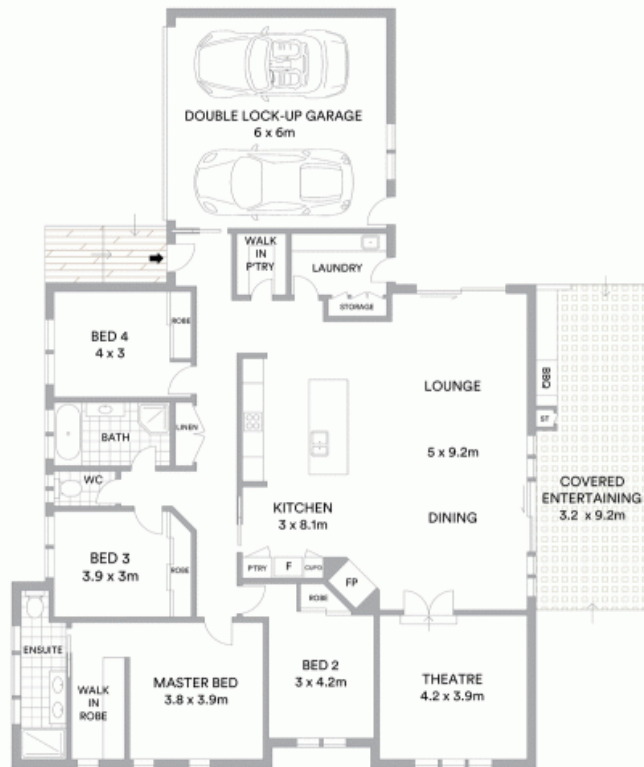 DOUBLE LOCK-UP GARAGE
6 x 6m
WALK
IN
P'TRY
LAUNDRY
STORAGE
BED 4
4 x 3
ROBE
LOUNGE
BBQ
ST
BATH
LINEN
5 x 9.2m
WC
COVERED
ENTERTAINING
3.2 x 9.2m
KITCHEN
3 x 8.1m
DINING
BED 3
3.9 x 3m
ROBE
PTRY
F
CUPD
FP
ROBE
ENSUITE
WALK
IN
ROBE
MASTER BED
3.8 x 3.9m
BED 2
3 x 4.2m
THEATRE
4.2 x 3.9m